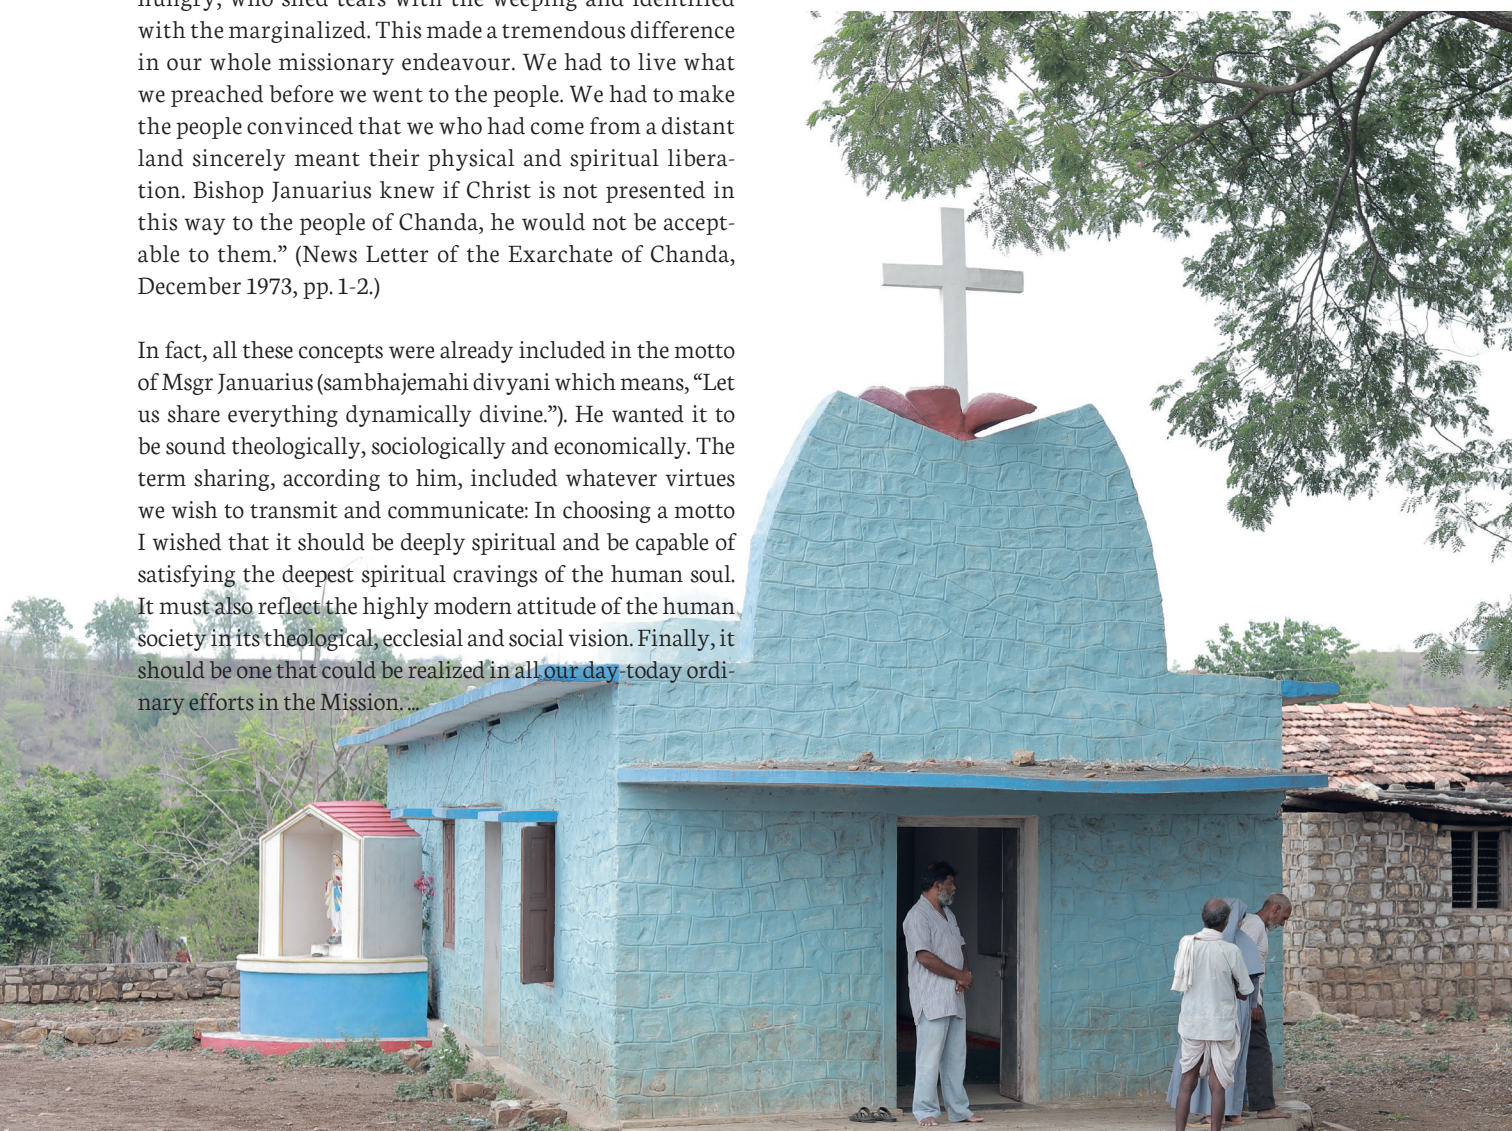 hungry, who shed tears with the weeping and identified
with the marginalized. This made a tremendous difference
in our whole missionary endeavour. We had to live what
we preached before we went to the people. We had to make
the people convinced that we who had come from a distant
land sincerely meant their physical and spiritual libera-
tion. Bishop Januarius knew if Christ is not presented in
this way to the people of Chanda, he would not be accept-
able to them.” (News Letter of the Exarchate of Chanda,
December 1973, pp. 1-2.)
In fact, all these concepts were already included in the motto
of Msgr Januarius (sambhajemahi divyani which means, “Let
us share everything dynamically divine.”). He wanted it to
be sound theologically, sociologically and economically. The
term sharing, according to him, included whatever virtues
we wish to transmit and communicate: In choosing a motto
I wished that it should be deeply spiritual and be capable of
satisfying the deepest spiritual cravings of the human soul.
It must also reflect the highly modern attitude of the human
society in its theological, ecclesial and social vision. Finally, it
should be one that could be realized in all our day-today ordi-
nary efforts in the Mission. ...